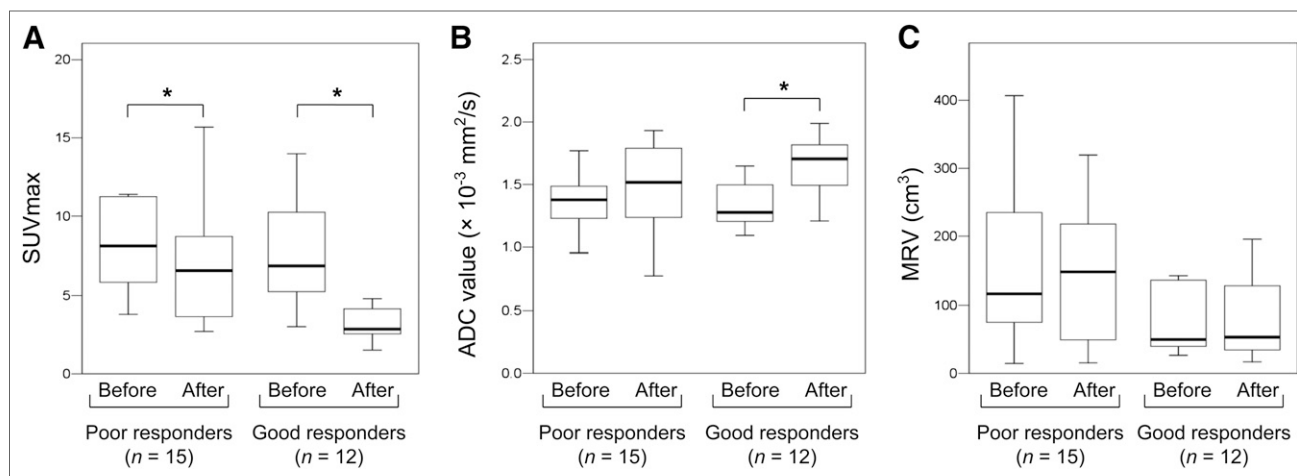 A
SUVmax
20
15
10
5
0
*
*
Before After Before After
Poor responders Good responders
(n = 15) (n = 12)
B
ADC value (× 10⁻³ mm²/s)
2.5
2.0
1.5
1.0
0.5
0.0
*
Before After Before After
Poor responders Good responders
(n = 15) (n = 12)
C
MRV (cm³)
400
300
200
100
0
Before After Before After
Poor responders Good responders
(n = 15) (n = 12)